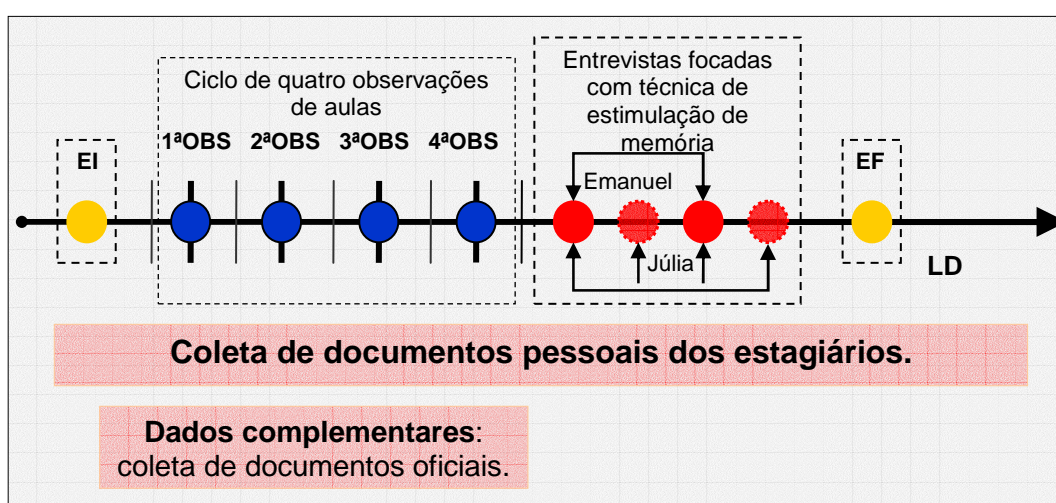 Ciclo de quatro observações
de aulas
1ªOBS 2ªOBS 3ªOBS 4ªOBS
EI
Entrevistas focadas
com técnica de
estimulação de
memória
Emanuel
Júlia
EF
LD
Coleta de documentos pessoais dos estagiários.
Dados complementares:
coleta de documentos oficiais.